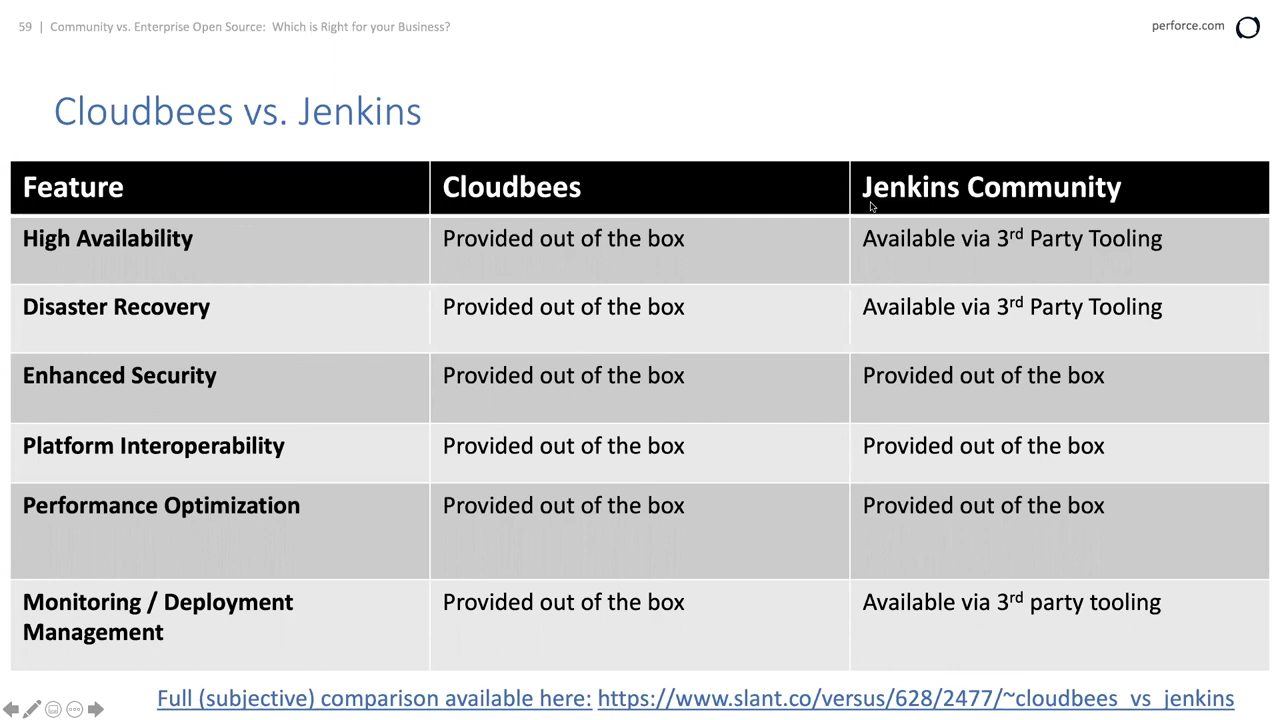 59 | Community vs. Enterprise Open Source: Which is Right for your Business?
perforce.com
Cloudbees vs. Jenkins
Feature
Cloudbees
Jenkins Community
High Availability
Provided out of the box
Available via 3rd Party Tooling
Disaster Recovery
Provided out of the box
Available via 3rd Party Tooling
Enhanced Security
Provided out of the box
Provided out of the box
Platform Interoperability
Provided out of the box
Provided out of the box
Performance Optimization
Provided out of the box
Provided out of the box
Monitoring / Deployment
Management
Provided out of the box
Available via 3rd party tooling
Full (subjective) comparison available here: https://www.slant.co/versus/628/2477/~cloudbees_vs_jenkins